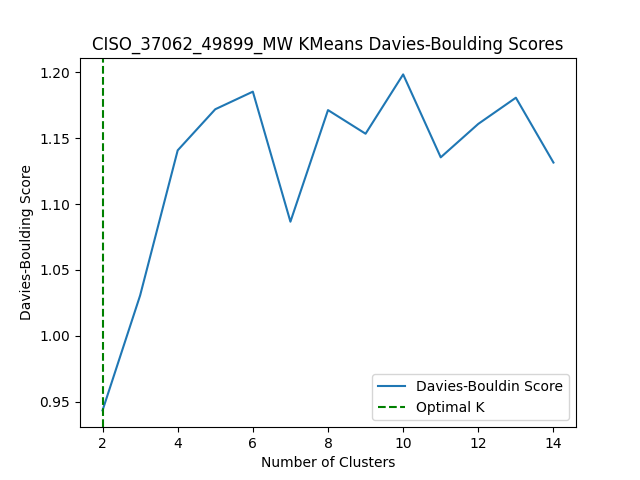 CISO_37062_49899_MW KMeans Davies-Boulding Scores
Davies-Boulding Score
1.20
1.15
1.10
1.05
1.00
0.95
2 4 6 8 10 12 14
Number of Clusters
Davies-Bouldin Score
Optimal K